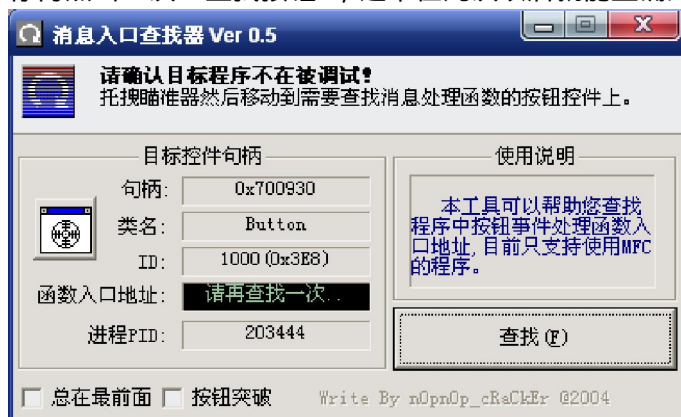 消息入口查找器 Ver 0.5
请确认目标程序不在被调试!
托拽瞄准器然后移动到需要查找消息处理函数的按钮控件上。
目标控件句柄
句柄: 0x700930
类名: Button
ID: 1000 (0x3E8)
函数入口地址: 请再查找一次..
进程PID: 203444
使用说明
本工具可以帮助您查找
程序中按钮事件处理函数入
口地址,目前只支持使用MFC
的程序。
查找(F)
总在最前面 按钮突破 Write By nOpnOp_cRaCkEr @2004